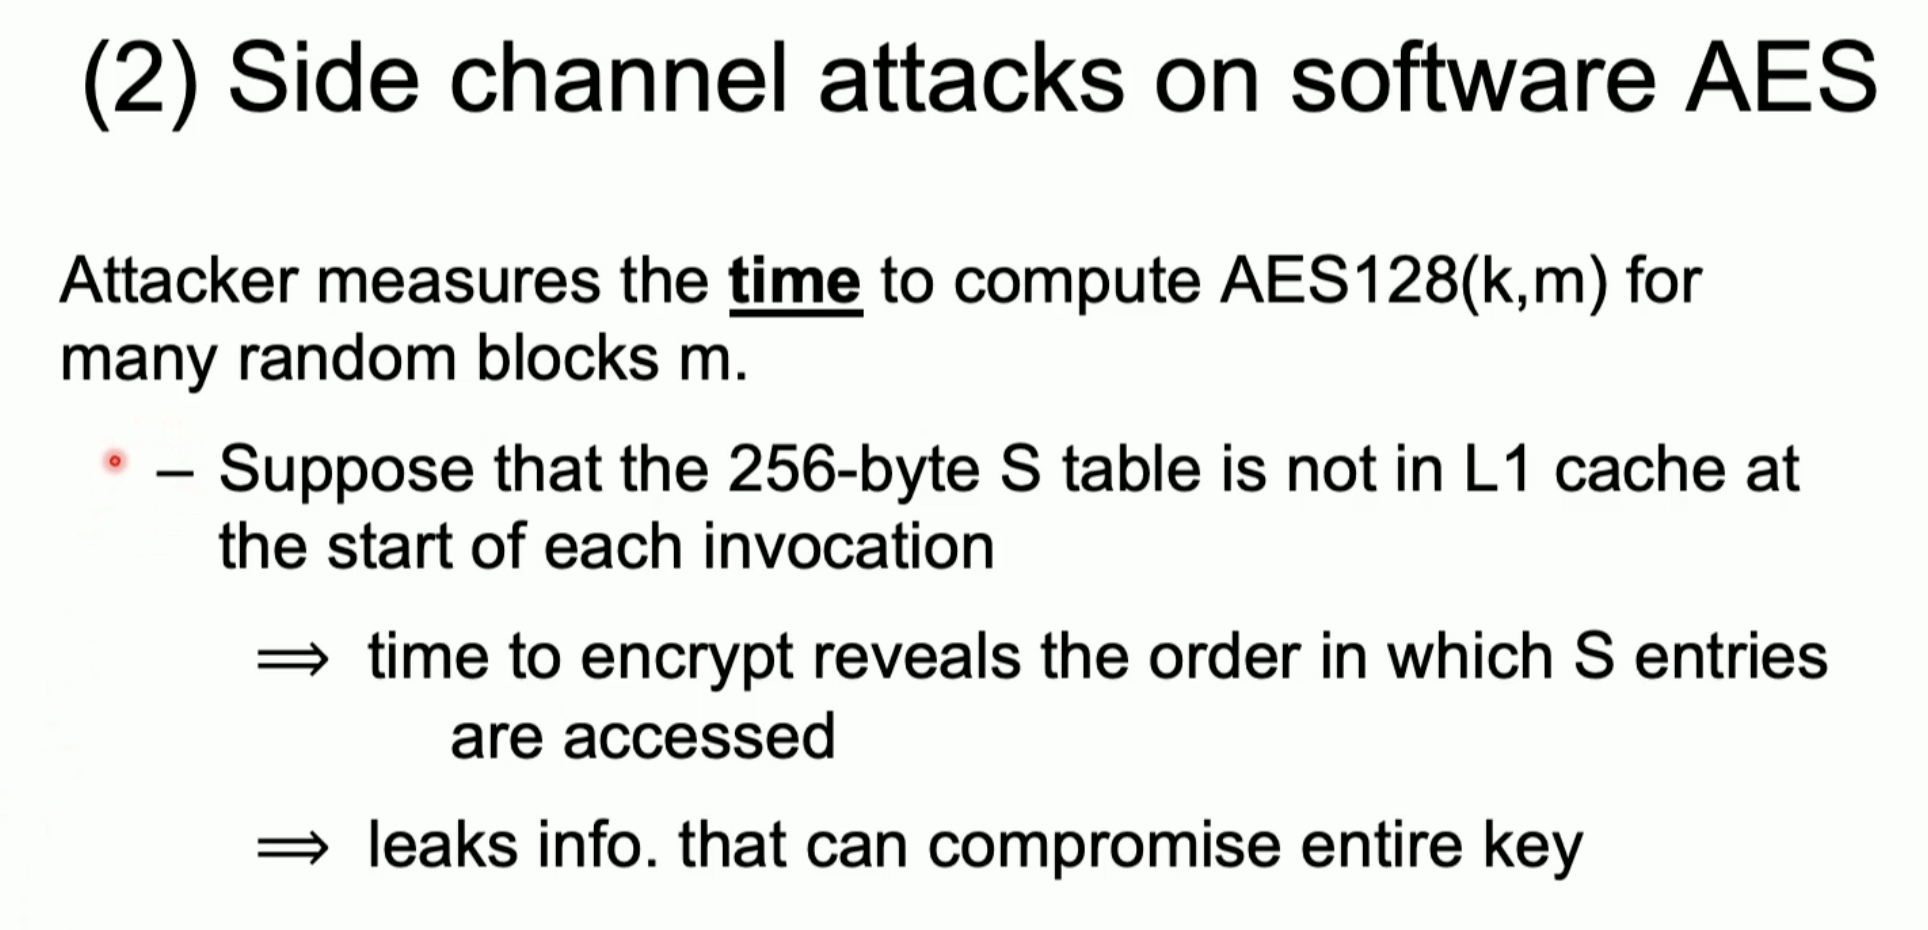 (2) Side channel attacks on software AES
Attacker measures the time to compute AES128(k,m) for
many random blocks m.
– Suppose that the 256-byte S table is not in L1 cache at
the start of each invocation
⟹ time to encrypt reveals the order in which S entries
are accessed
⟹ leaks info. that can compromise entire key